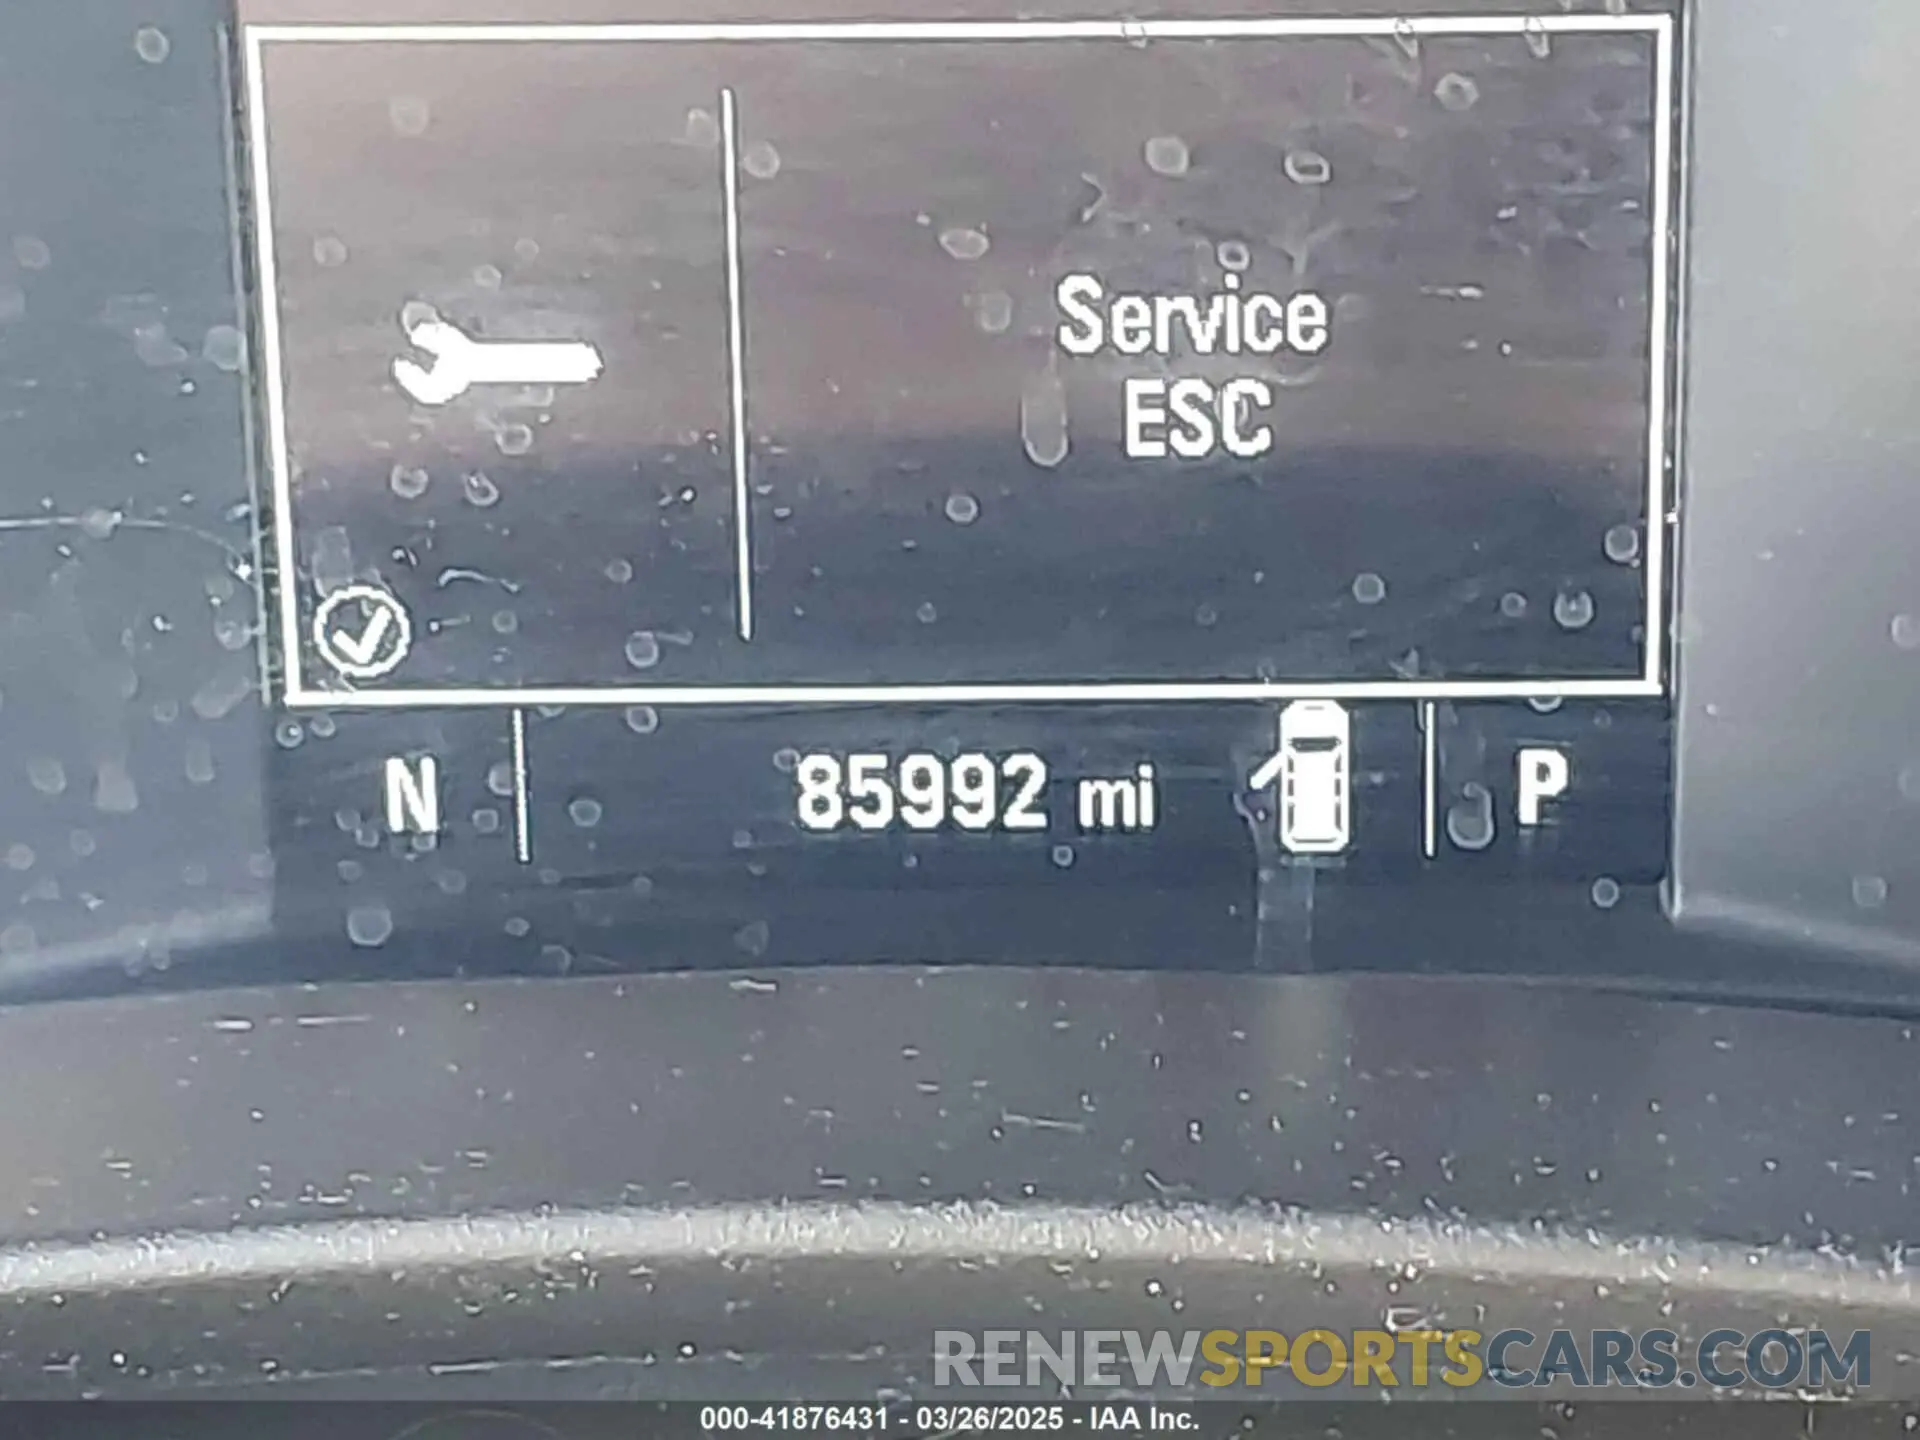 Service
ESC
N 85992 mi P
RENEWSPORTSCARS.COM
000-41876431 - 03/26/2025 - IAA Inc.